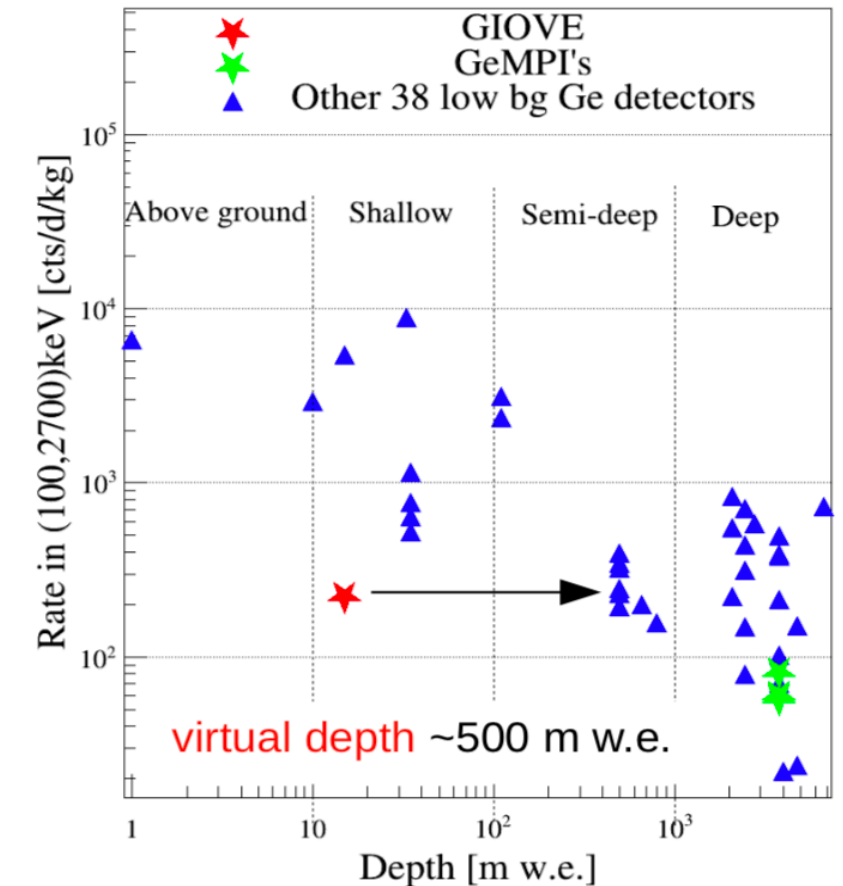 GIOVE
GeMPI's
Other 38 low bg Ge detectors
Rate in (100,2700)keV [cts/d/kg]
10⁵
10⁴
10³
10²
Above ground Shallow Semi-deep Deep
virtual depth ~500 m w.e.
1 10 10² 10³
Depth [m w.e.]